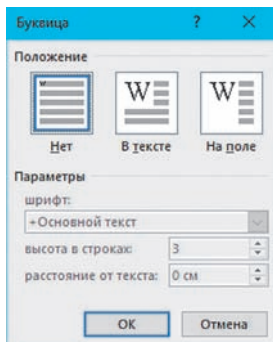 Буквица ?
Положение
W W W
Нет В тексте На поле
Параметры
шрифт:
+Основной текст
высота в строках: 3
расстояние от текста: 0 см
ОК Отмена